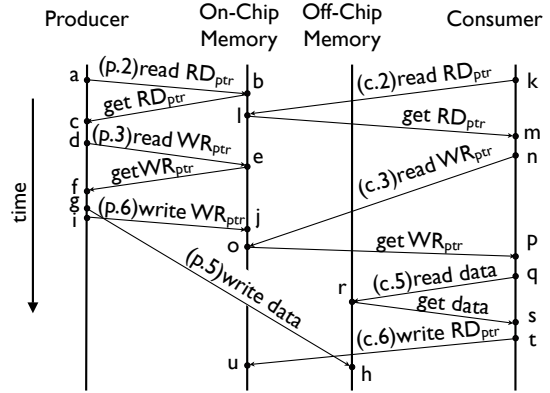 Producer On-Chip Memory Off-Chip Memory Consumer
a (p.2)read RDptr b (c.2)read RDptr k
get RDptr
c l get RDptr m
d (p.3)read WRptr
e (c.3)read WRptr n
getWRptr
f
g
i (p.6)write WRptr j
o get WRptr p
(p.5)write data
(c.5)read data q
r get data s
(c.6)write RDptr t
u h
time